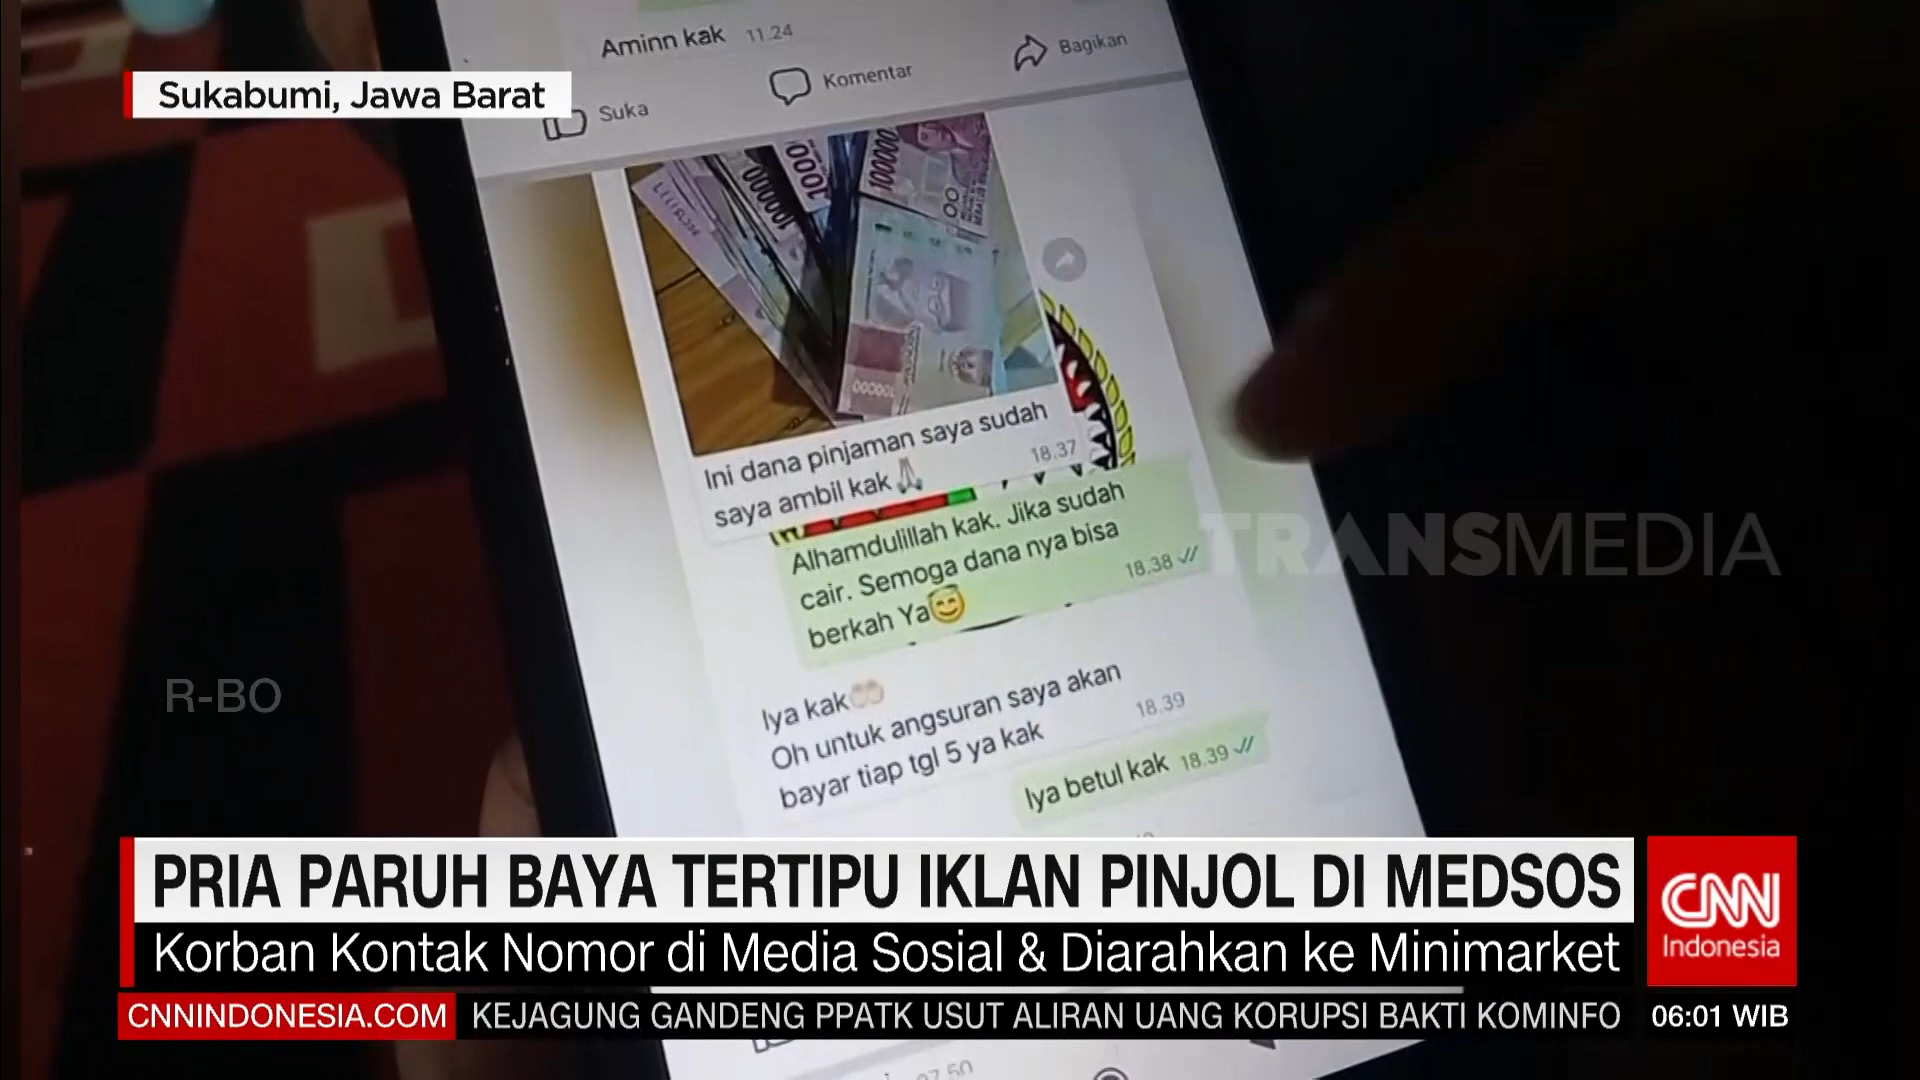 Aminn kak 11.24
Sukabumi, Jawa Barat
Suka
Komentar
Bagikan
100000
100000
Ini dana pinjaman saya sudah
saya ambil kak 🙏 18.37
Alhamdulillah kak. Jika sudah
cair. Semoga dana nya bisa
berkah Ya😇 18.38
TRANSMEDIA
R-BO
Iya kak🤲🏻
Oh untuk angsuran saya akan
bayar tiap tgl 5 ya kak 18.39
Iya betul kak 18.39
PRIA PARUH BAYA TERTIPU IKLAN PINJOL DI MEDSOS
Korban Kontak Nomor di Media Sosial & Diarahkan ke Minimarket
CNN
Indonesia
CNNINDONESIA.COM KEJAGUNG GANDENG PPATK USUT ALIRAN UANG KORUPSI BAKTI KOMINFO 06:01 WIB